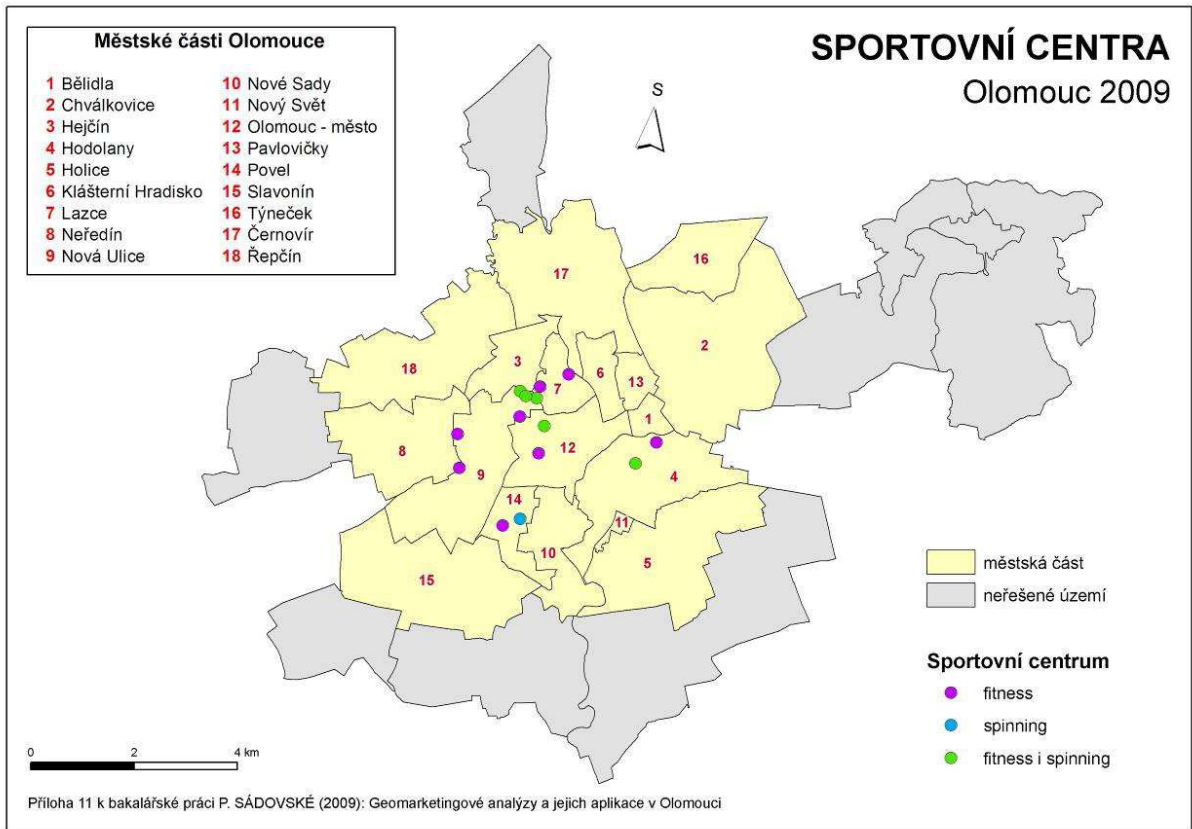 Městské části Olomouce
1 Bělidla
2 Chválkovice
3 Hejčín
4 Hodolany
5 Holice
6 Klášterní Hradisko
7 Lazce
8 Neředín
9 Nová Ulice
10 Nové Sady
11 Nový Svět
12 Olomouc - město
13 Pavlovičky
14 Povel
15 Slavonín
16 Týneček
17 Černovír
18 Řepčín
SPORTOVNÍ CENTRA
Olomouc 2009
S
16
17
2
3
18
6
13
7
1
12
8
9
4
14
11
10
5
15
městská část
neřešené území
Sportovní centrum
fitness
spinning
fitness i spinning
0 2 4 km
Příloha 11 k bakalářské práci P. SÁDOVSKÉ (2009): Geomarketingové analýzy a jejich aplikace v Olomouci